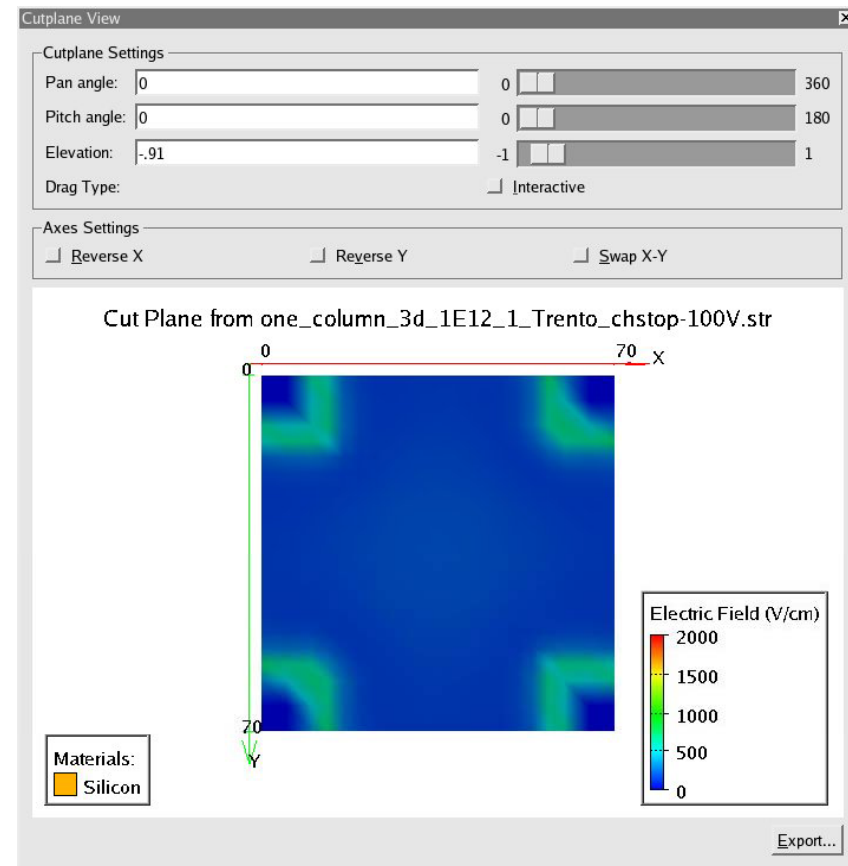 Cutplane View
Cutplane Settings
Pan angle: 0 0 360
Pitch angle: 0 0 180
Elevation: -.91 -1 1
Drag Type: Interactive
Axes Settings
Reverse X Reverse Y Swap X-Y
Cut Plane from one_column_3d_1E12_1_Trento_chstop-100V.str
0 70 X
0
70
Y
Electric Field (V/cm)
2000
1500
1000
500
0
Materials:
Silicon
Export...